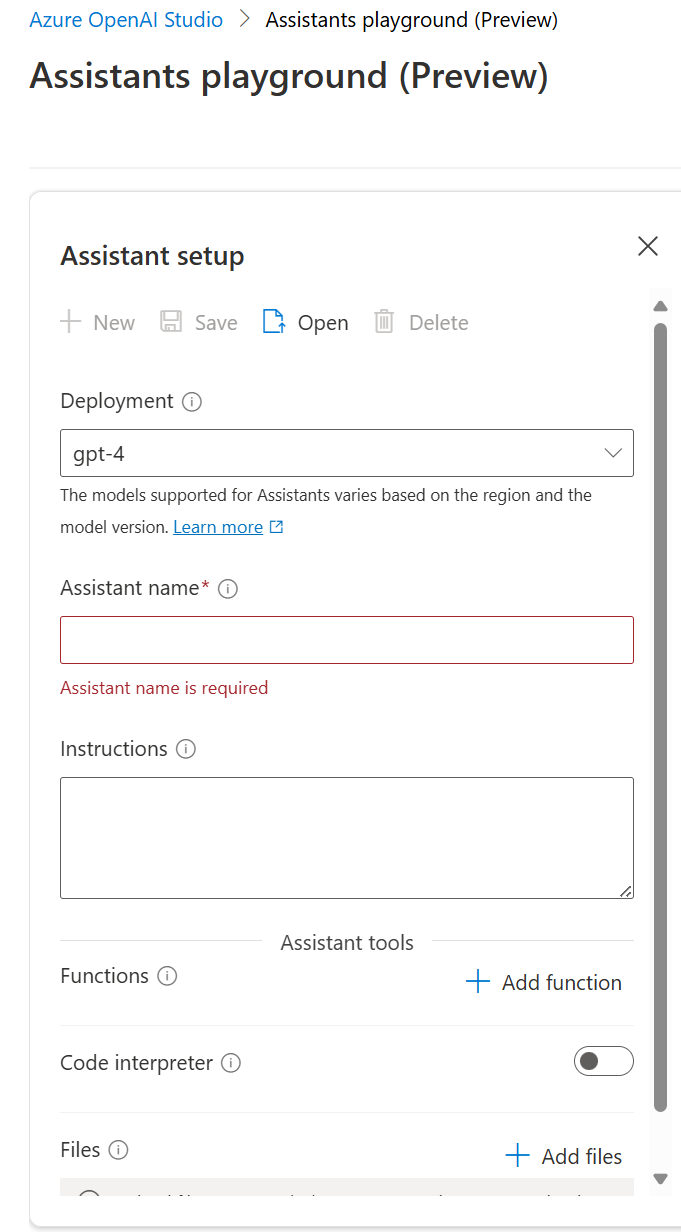 Azure OpenAI Studio > Assistants playground (Preview)
Assistants playground (Preview)
Assistant setup
New Save Open Delete
Deployment
gpt-4
The models supported for Assistants varies based on the region and the
model version. Learn more
Assistant name*
Assistant name is required
Instructions
Assistant tools
Functions
Add function
Code interpreter
Files
Add files